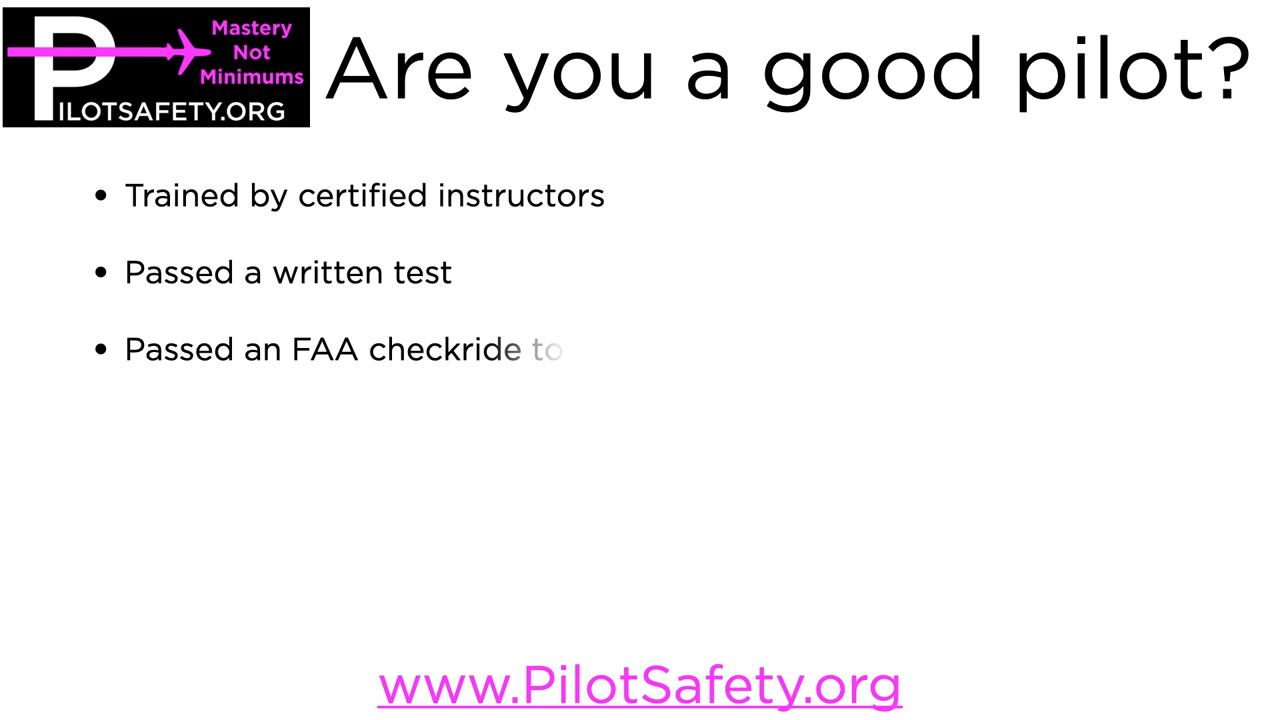 Mastery
Not
Minimums
PILOTSAFETY.ORG
Are you a good pilot?
• Trained by certified instructors
• Passed a written test
• Passed an FAA checkride to
www.PilotSafety.org